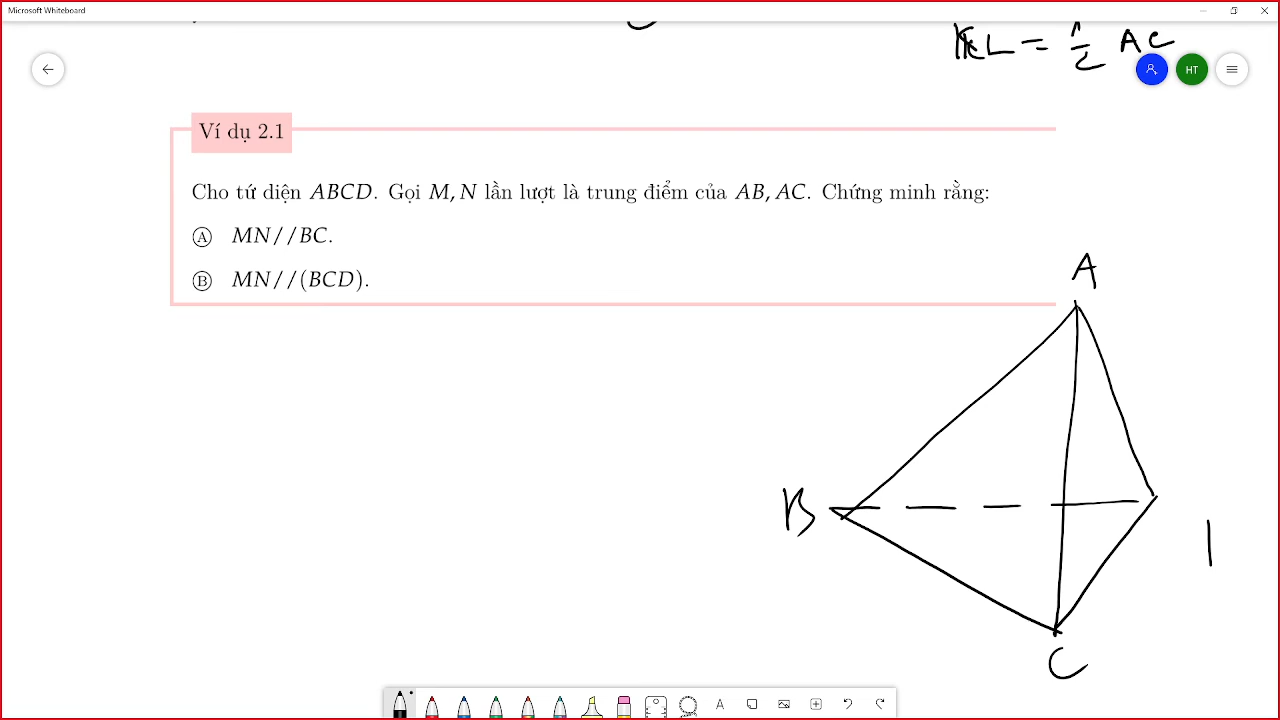 Microsoft Whiteboard
KL = 1/2 AC
HT
Ví dụ 2.1
Cho tứ diện ABCD. Gọi M, N lần lượt là trung điểm của AB, AC. Chứng minh rằng:
A MN//BC.
B MN//(BCD).
A
B
C
A